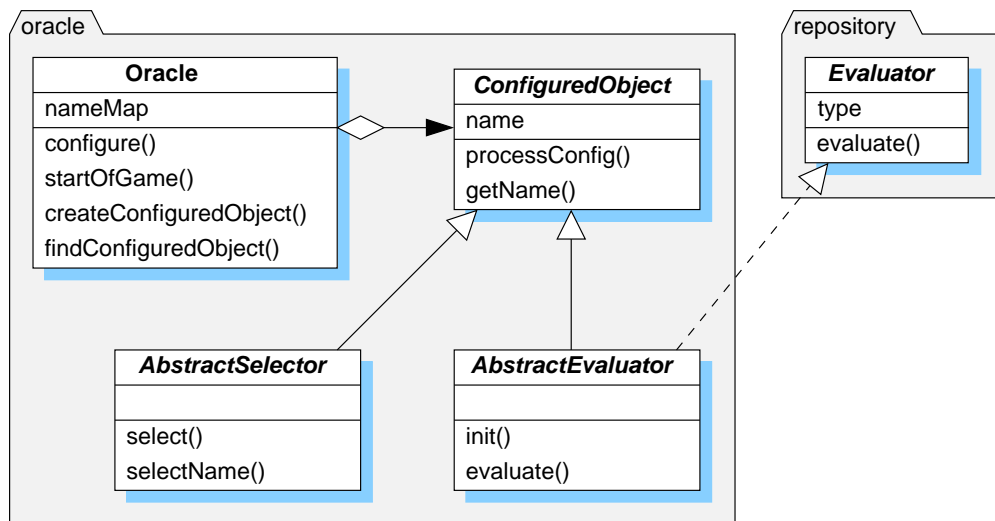 oracle
Oracle
nameMap
configure()
startOfGame()
createConfiguredObject()
findConfiguredObject()
ConfiguredObject
name
processConfig()
getName()
repository
Evaluator
type
evaluate()
AbstractSelector
select()
selectName()
AbstractEvaluator
init()
evaluate()